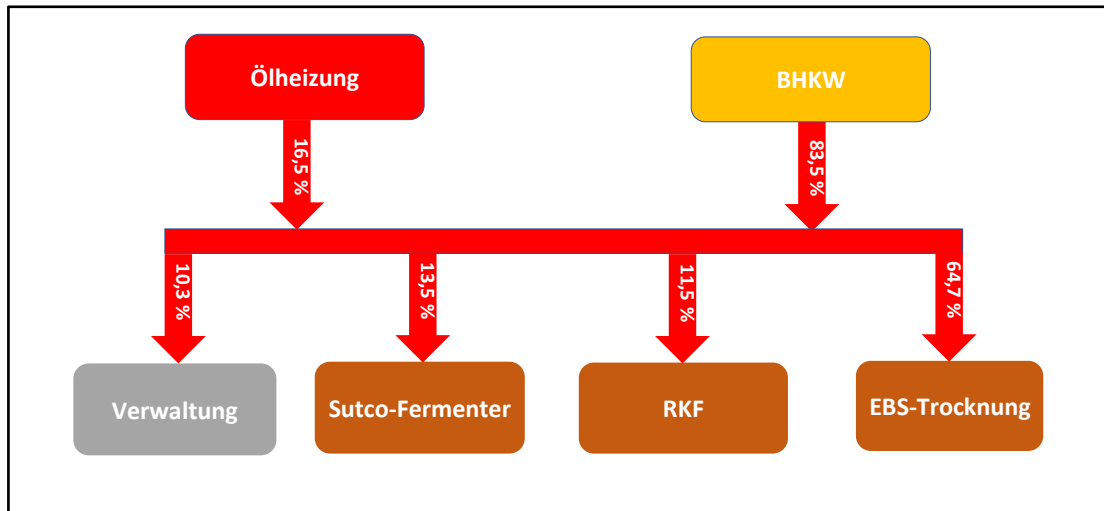 Ölheizung
BHKW
16,5 %
83,5 %
10,3 %
13,5 %
11,5 %
64,7 %
Verwaltung
Sutco-Fermenter
RKF
EBS-Trocknung